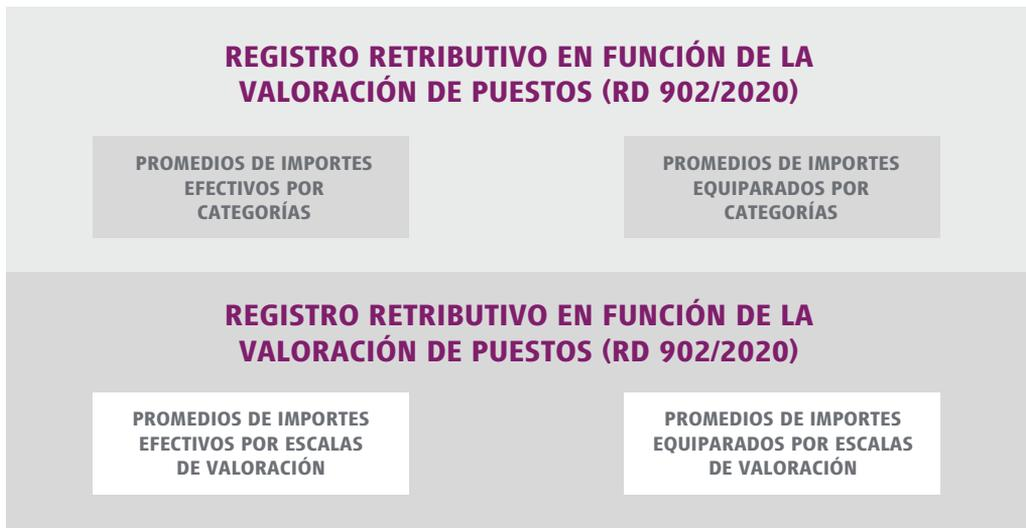 REGISTRO RETRIBUTIVO EN FUNCIÓN DE LA
VALORACIÓN DE PUESTOS (RD 902/2020)
PROMEDIOS DE IMPORTES
EFECTIVOS POR
CATEGORÍAS
PROMEDIOS DE IMPORTES
EQUIPARADOS POR
CATEGORÍAS
REGISTRO RETRIBUTIVO EN FUNCIÓN DE LA
VALORACIÓN DE PUESTOS (RD 902/2020)
PROMEDIOS DE IMPORTES
EFECTIVOS POR ESCALAS
DE VALORACIÓN
PROMEDIOS DE IMPORTES
EQUIPARADOS POR ESCALAS
DE VALORACIÓN